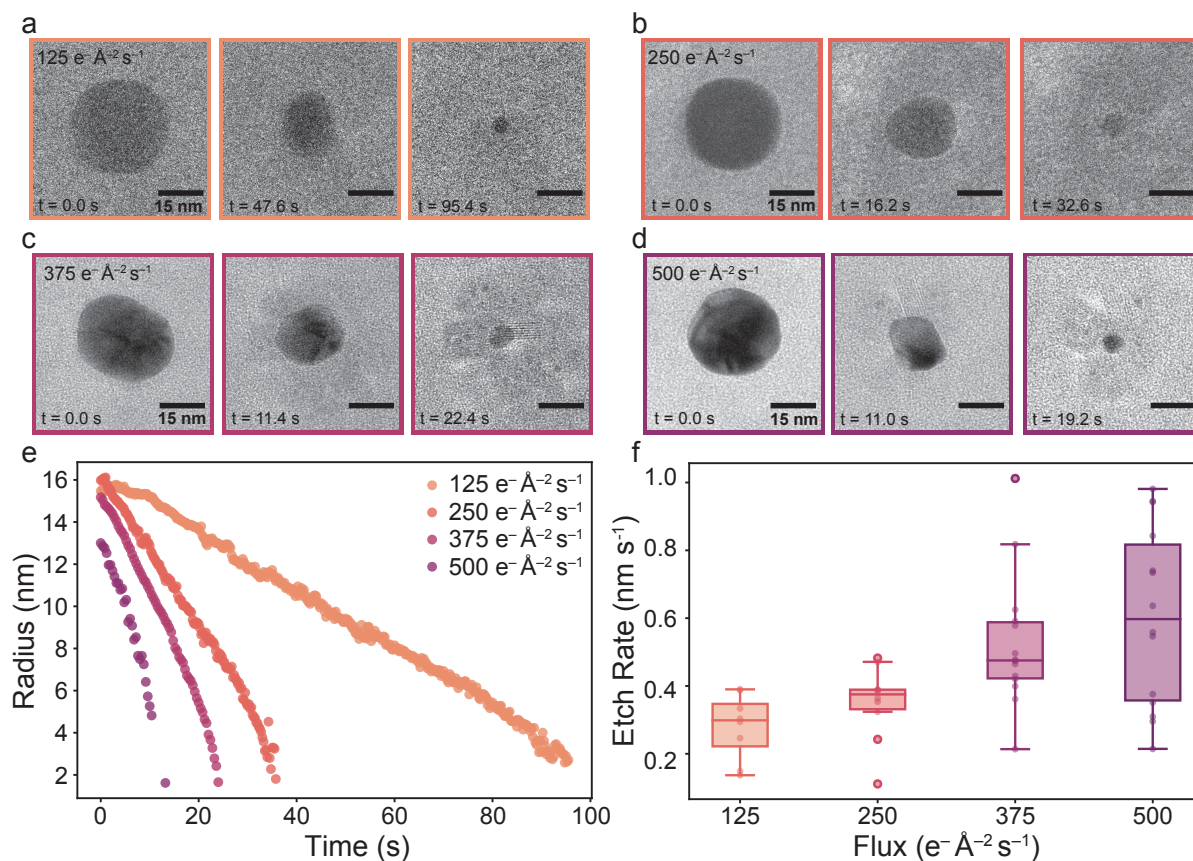 a
125 e⁻ Å⁻² s⁻¹
t = 0.0 s
15 nm
t = 47.6 s
t = 95.4 s
b
250 e⁻ Å⁻² s⁻¹
t = 0.0 s
15 nm
t = 16.2 s
t = 32.6 s
c
375 e⁻ Å⁻² s⁻¹
t = 0.0 s
15 nm
t = 11.4 s
t = 22.4 s
d
500 e⁻ Å⁻² s⁻¹
t = 0.0 s
15 nm
t = 11.0 s
t = 19.2 s
e
Radius (nm)
16
14
12
10
8
6
4
2
125 e⁻ Å⁻² s⁻¹
250 e⁻ Å⁻² s⁻¹
375 e⁻ Å⁻² s⁻¹
500 e⁻ Å⁻² s⁻¹
0 20 40 60 80 100
Time (s)
f
Etch Rate (nm s⁻¹)
1.0
0.8
0.6
0.4
0.2
125 250 375 500
Flux (e⁻ Å⁻² s⁻¹)